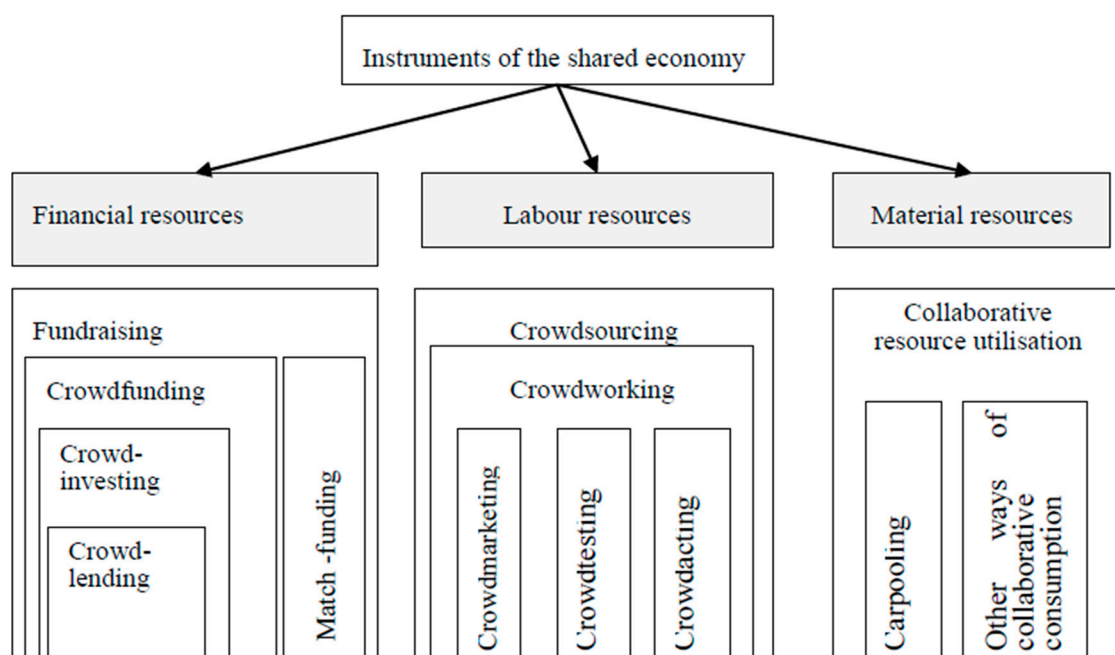 Instruments of the shared economy
Financial resources
Labour resources
Material resources
Fundraising
Crowdfunding
Crowd-
investing
Crowd-
lending
Match -funding
Crowdsourcing
Crowdworking
Crowdmarketing
Crowdtesting
Crowdacting
Collaborative
resource utilisation
Carpooling
Other ways of
collaborative
consumption